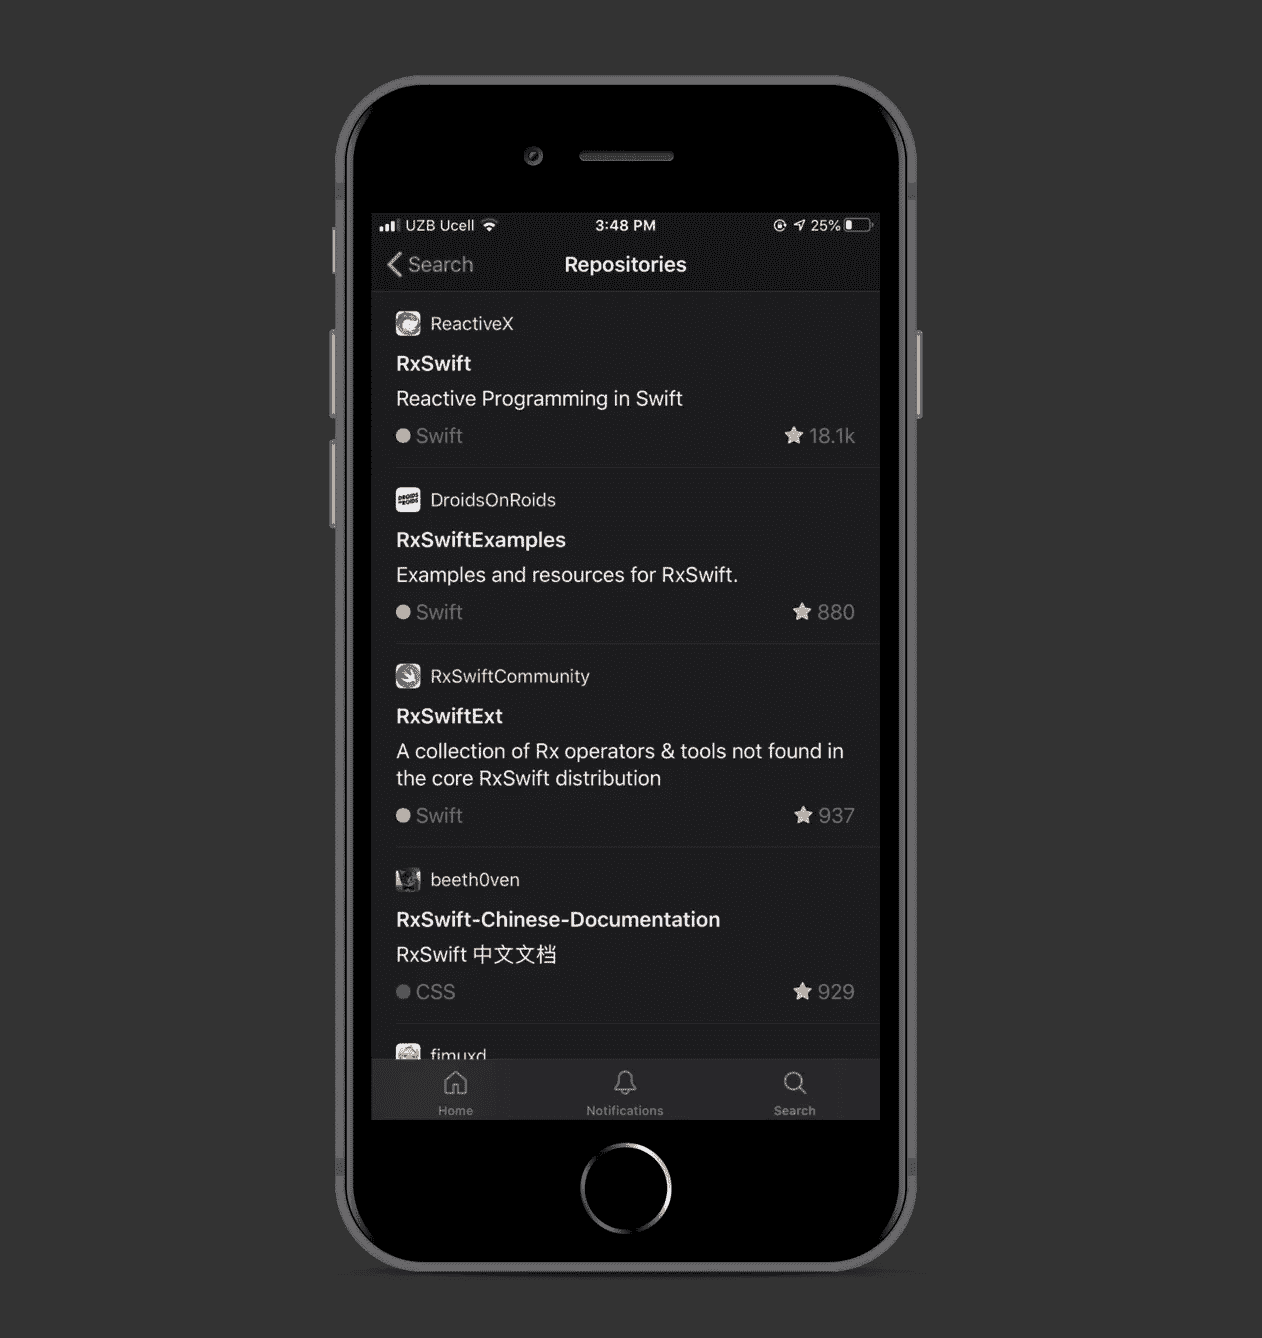 UZB Ucell 3:48 PM 25%
Search Repositories
ReactiveX
RxSwift
Reactive Programming in Swift
Swift 18.1k
DroidsOnRoids
RxSwiftExamples
Examples and resources for RxSwift.
Swift 880
RxSwiftCommunity
RxSwiftExt
A collection of Rx operators & tools not found in
the core RxSwift distribution
Swift 937
beeth0ven
RxSwift-Chinese-Documentation
RxSwift 中文文档
CSS 929
fimuxd
Home Notifications Search